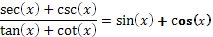 sec(x) + csc(x) / tan(x) + cot(x) = sin(x) + cos(x)